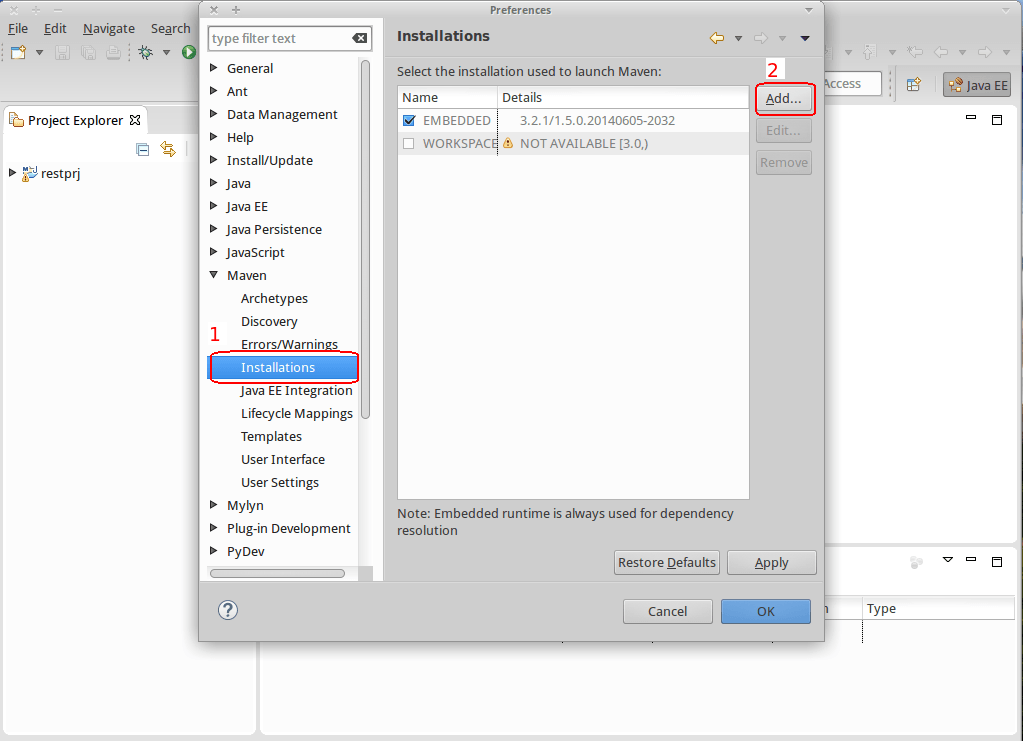 Preferences
File Edit Navigate Search
type filter text
Installations
2
Select the installation used to launch Maven:
Access
Java EE
General
Ant
Data Management
Help
Install/Update
Java
Java EE
Java Persistence
JavaScript
Maven
Archetypes
Discovery
1
Errors/Warnings
Installations
Java EE Integration
Lifecycle Mappings
Templates
User Interface
User Settings
Mylyn
Plug-in Development
PyDev
Name Details
EMBEDDED 3.2.1/1.5.0.20140605-2032
WORKSPACE NOT AVAILABLE [3.0,)
Add...
Edit...
Remove
Project Explorer
restprj
Note: Embedded runtime is always used for dependency
resolution
Restore Defaults Apply
Cancel OK
Type